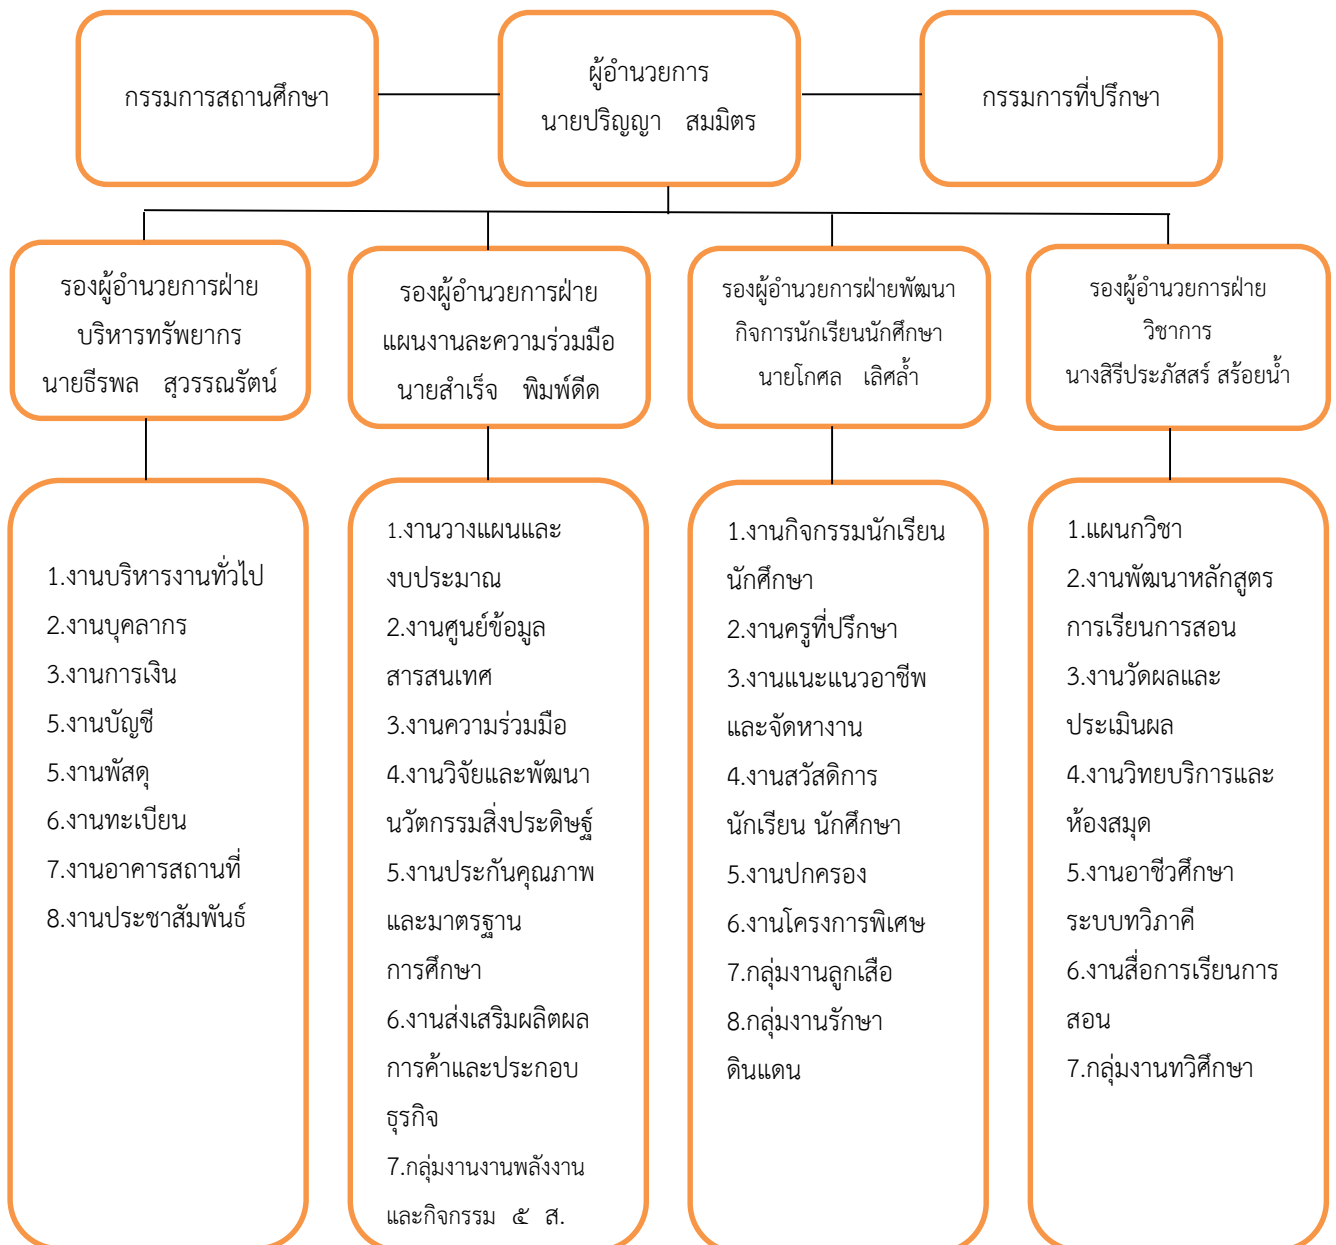 กรรมการสถานศึกษา
ผู้อำนวยการ
นายปริญญา สมมิตร
กรรมการที่ปรึกษา
รองผู้อำนวยการฝ่าย
บริหารทรัพยากร
นายธีรพล สุวรรณรัตน์
รองผู้อำนวยการฝ่าย
แผนงานละความร่วมมือ
นายสำเร็จ พิมพ์ดีด
รองผู้อำนวยการฝ่ายพัฒนา
กิจการนักเรียนนักศึกษา
นายโกศล เลิศล้ำ
รองผู้อำนวยการฝ่าย
วิชาการ
นางสิรีประภัสสร์ สร้อยน้ำ
1.งานบริหารงานทั่วไป
2.งานบุคลากร
3.งานการเงิน
5.งานบัญชี
5.งานพัสดุ
6.งานทะเบียน
7.งานอาคารสถานที่
8.งานประชาสัมพันธ์
1.งานวางแผนและ
งบประมาณ
2.งานศูนย์ข้อมูล
สารสนเทศ
3.งานความร่วมมือ
4.งานวิจัยและพัฒนา
นวัตกรรมสิ่งประดิษฐ์
5.งานประกันคุณภาพ
และมาตรฐาน
การศึกษา
6.งานส่งเสริมผลิตผล
การค้าและประกอบ
ธุรกิจ
7.กลุ่มงานงานพลังงาน
และกิจกรรม ๕ ส.
1.งานกิจกรรมนักเรียน
นักศึกษา
2.งานครูที่ปรึกษา
3.งานแนะแนวอาชีพ
และจัดหางาน
4.งานสวัสดิการ
นักเรียน นักศึกษา
5.งานปกครอง
6.งานโครงการพิเศษ
7.กลุ่มงานลูกเสือ
8.กลุ่มงานรักษา
ดินแดน
1.แผนกวิชา
2.งานพัฒนาหลักสูตร
การเรียนการสอน
3.งานวัดผลและ
ประเมินผล
4.งานวิทยบริการและ
ห้องสมุด
5.งานอาชีวศึกษา
ระบบทวิภาคี
6.งานสื่อการเรียนการ
สอน
7.กลุ่มงานทวิศึกษา